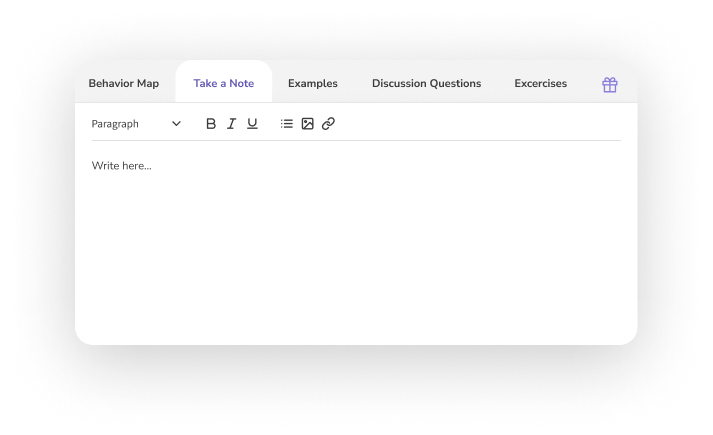 Behavior Map Take a Note Examples Discussion Questions Excercises
Paragraph B I U
Write here...